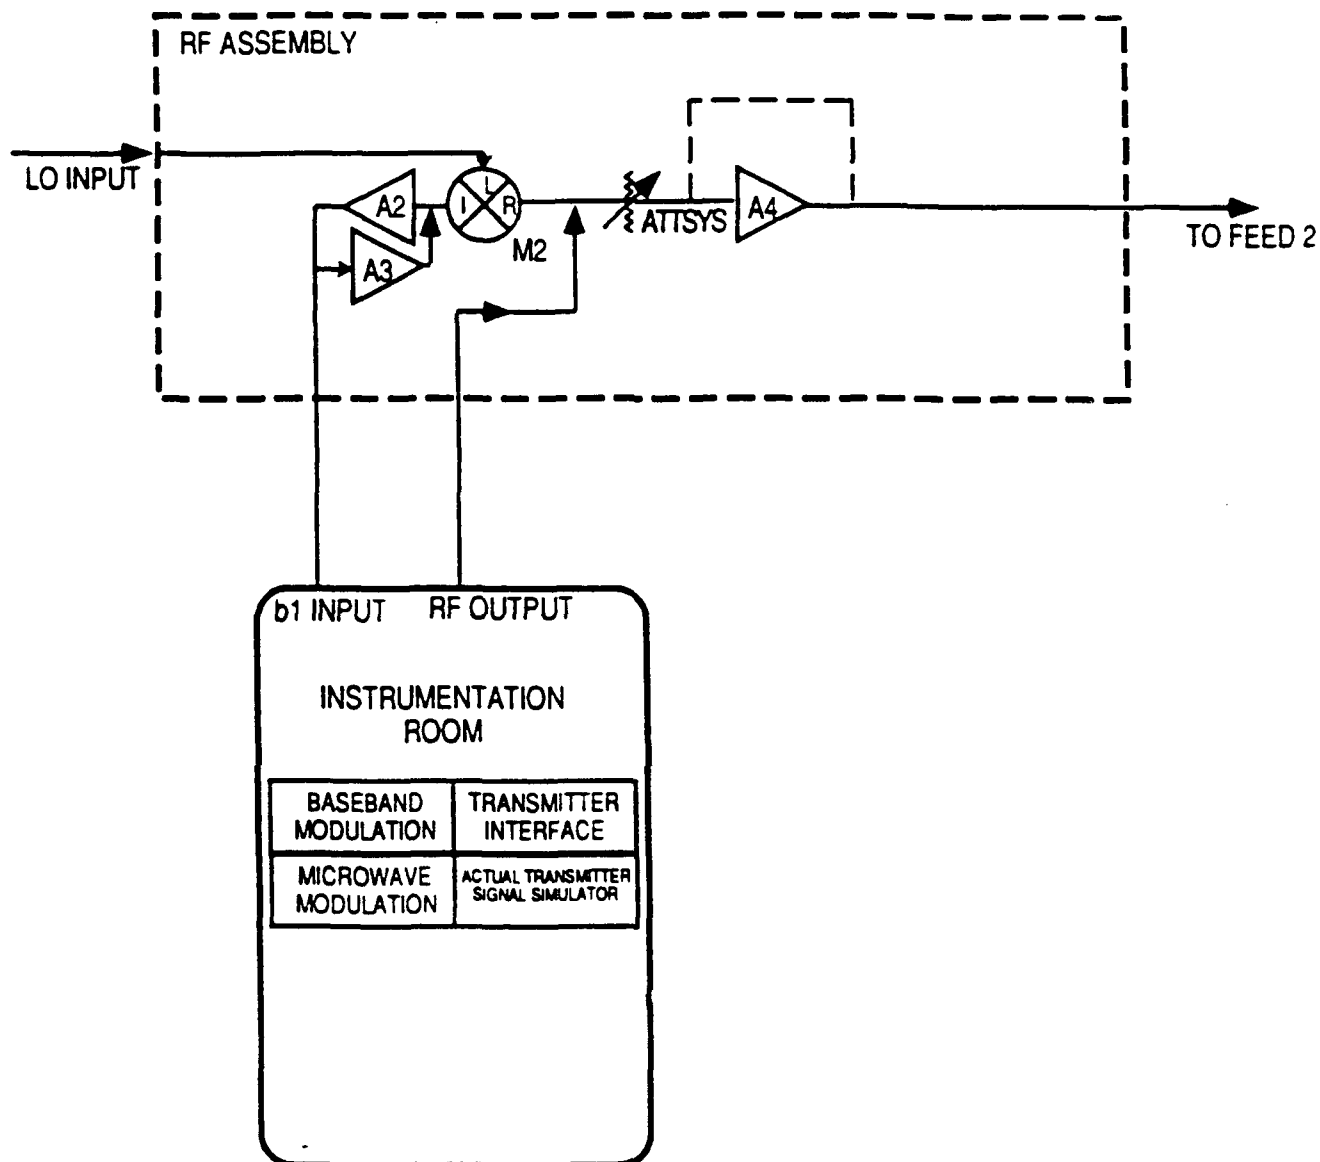 RF ASSEMBLY
LO INPUT
A2
I
L
R
ATTSYS
A4
M2
A3
TO FEED 2
b1 INPUT
RF OUTPUT
INSTRUMENTATION
ROOM
BASEBAND
MODULATION
TRANSMITTER
INTERFACE
MICROWAVE
MODULATION
ACTUAL TRANSMITTER
SIGNAL SIMULATOR